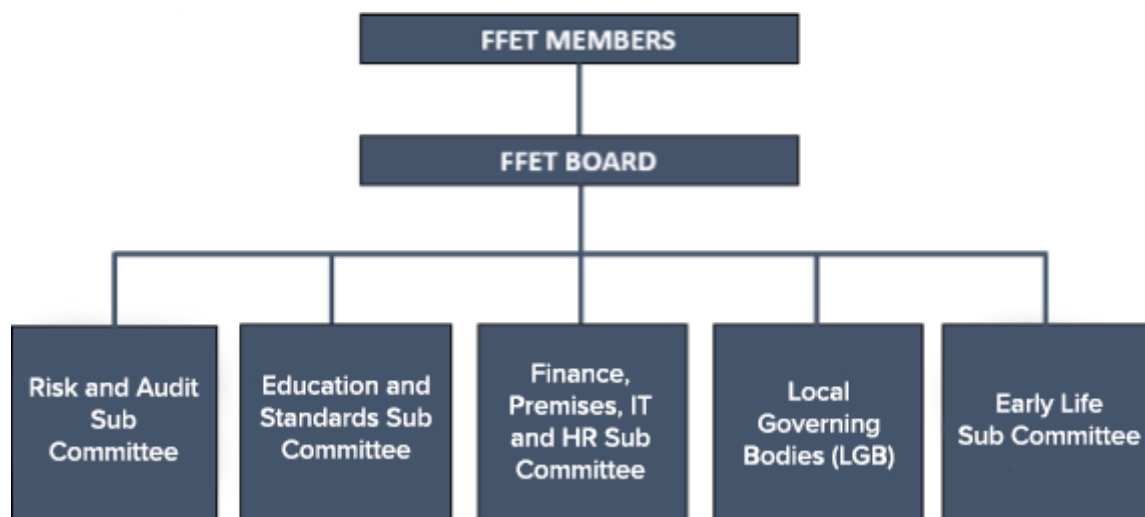 FFET MEMBERS
FFET BOARD
Risk and Audit
Sub
Committee
Education and
Standards Sub
Committee
Finance,
Premises, IT
and HR Sub
Committee
Local
Governing
Bodies (LGB)
Early Life
Sub Committee